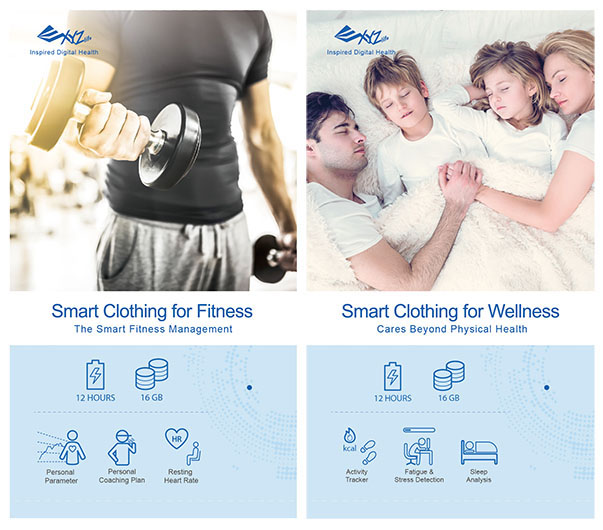 XYZlife
Inspired Digital Health
Smart Clothing for Fitness
The Smart Fitness Management
12 HOURS
16 GB
Personal
Parameter
Personal
Coaching Plan
HR
Resting
Heart Rate
XYZlife
Inspired Digital Health
Smart Clothing for Wellness
Cares Beyond Physical Health
12 HOURS
16 GB
kcal
Activity
Tracker
Fatigue &
Stress Detection
Sleep
Analysis